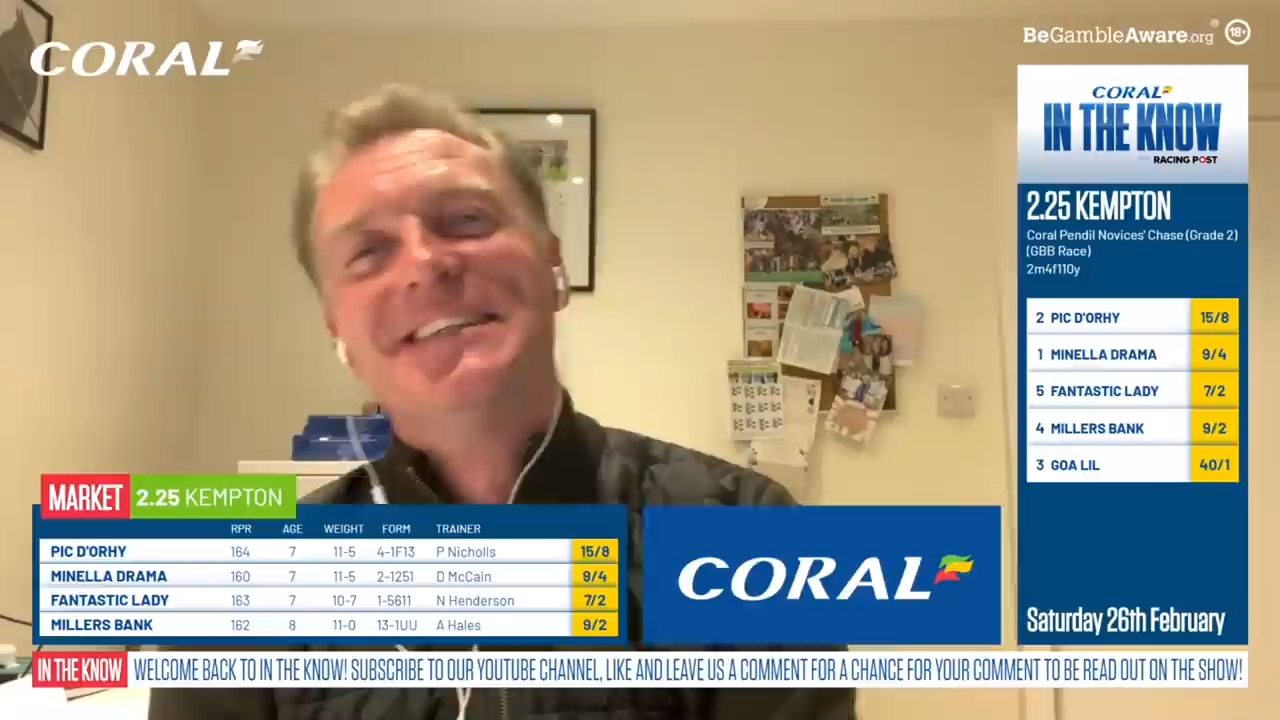 CORAL
BeGambleAware.org® 18+
CORAL
IN THE KNOW
RACING POST
2.25 KEMPTON
Coral Pendil Novices' Chase (Grade 2)
(GBB Race)
2m4f110y
2 PIC D'ORHY 15/8
1 MINELLA DRAMA 9/4
5 FANTASTIC LADY 7/2
4 MILLERS BANK 9/2
3 GOA LIL 40/1
Saturday 26th February
MARKET 2.25 KEMPTON
RPR AGE WEIGHT FORM TRAINER
PIC D'ORHY 164 7 11-5 4-1F13 P Nicholls 15/8
MINELLA DRAMA 160 7 11-5 2-1251 D McCain 9/4
FANTASTIC LADY 163 7 10-7 1-5611 N Henderson 7/2
MILLERS BANK 162 8 11-0 13-1UU A Hales 9/2
CORAL
IN THE KNOW WELCOME BACK TO IN THE KNOW! SUBSCRIBE TO OUR YOUTUBE CHANNEL, LIKE AND LEAVE US A COMMENT FOR A CHANCE FOR YOUR COMMENT TO BE READ OUT ON THE SHOW!